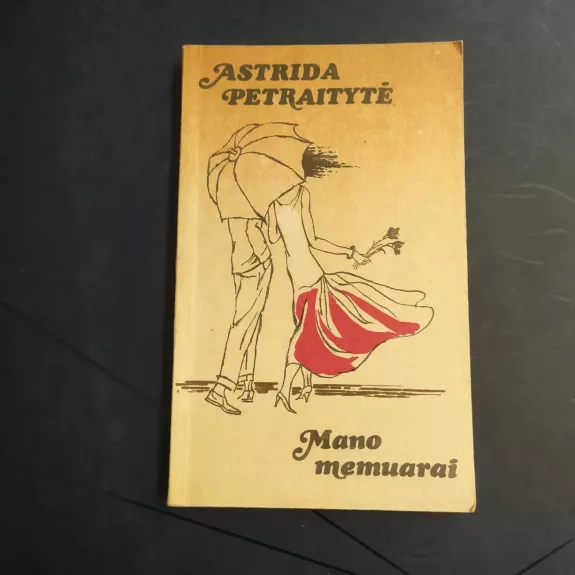 ASTRIDA
PETRAITYTĖ
Mano
memuarai